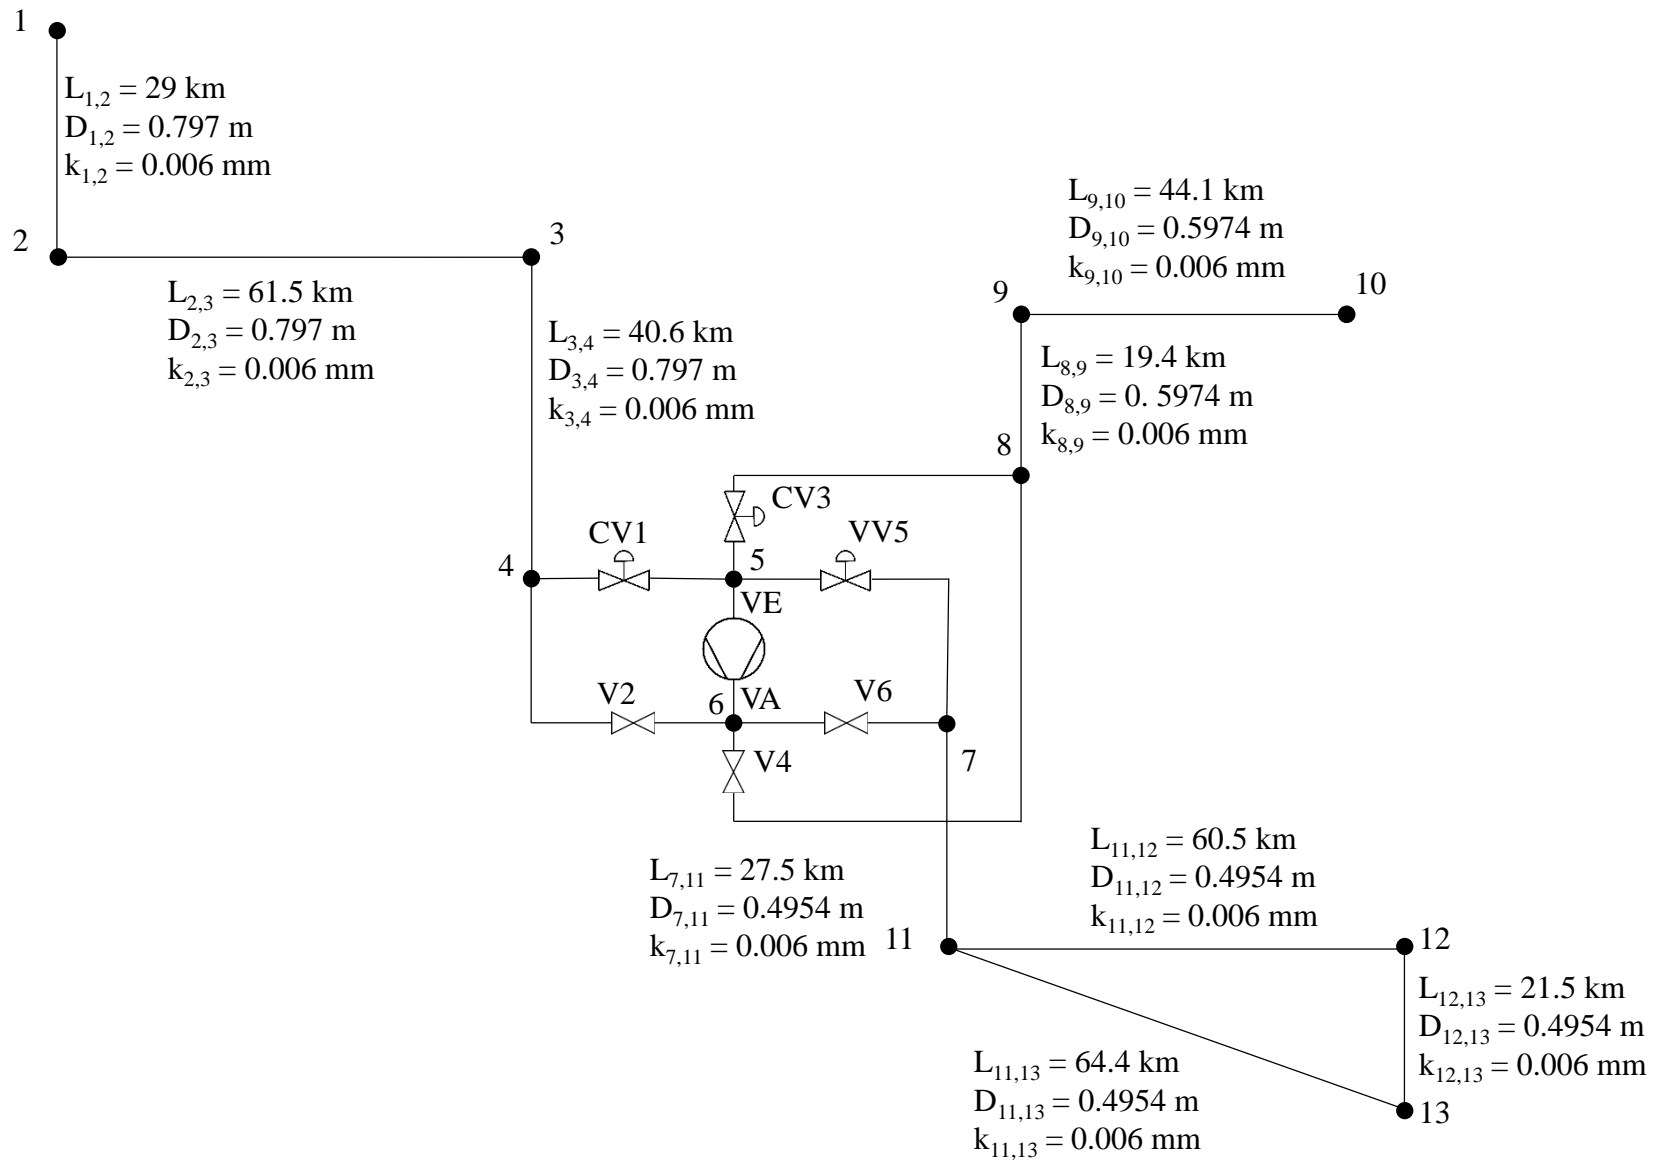 1
L1,2 = 29 km
D1,2 = 0.797 m
k1,2 = 0.006 mm
2
3
L2,3 = 61.5 km
D2,3 = 0.797 m
k2,3 = 0.006 mm
L3,4 = 40.6 km
D3,4 = 0.797 m
k3,4 = 0.006 mm
L9,10 = 44.1 km
D9,10 = 0.5974 m
k9,10 = 0.006 mm
9
10
L8,9 = 19.4 km
D8,9 = 0. 5974 m
k8,9 = 0.006 mm
8
CV3
CV1
VV5
4
5
VE
V2
6
VA
V6
V4
7
L7,11 = 27.5 km
D7,11 = 0.4954 m
k7,11 = 0.006 mm
11
L11,12 = 60.5 km
D11,12 = 0.4954 m
k11,12 = 0.006 mm
12
L12,13 = 21.5 km
D12,13 = 0.4954 m
k12,13 = 0.006 mm
L11,13 = 64.4 km
D11,13 = 0.4954 m
k11,13 = 0.006 mm
13